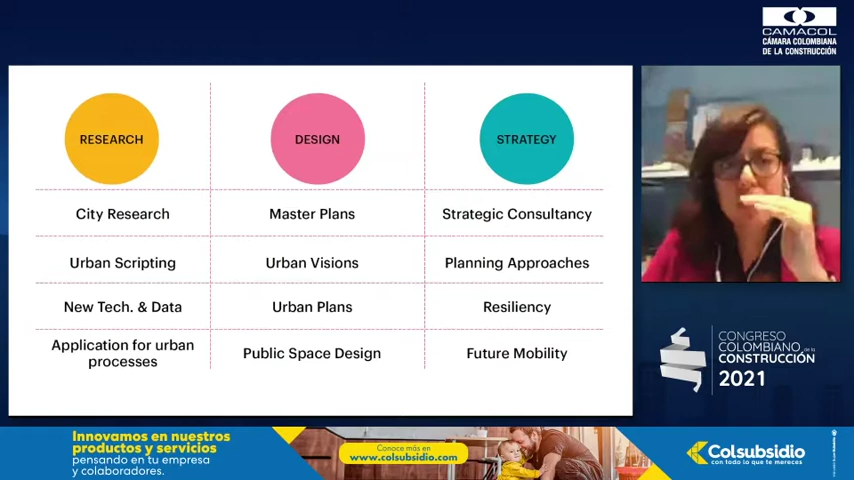 CAMACOL
CÁMARA COLOMBIANA
DE LA CONSTRUCCIÓN
RESEARCH
DESIGN
STRATEGY
City Research
Master Plans
Strategic Consultancy
Urban Scripting
Urban Visions
Planning Approaches
New Tech. & Data
Urban Plans
Resiliency
Application for urban
processes
Public Space Design
Future Mobility
CONGRESO
COLOMBIANO de la
CONSTRUCCIÓN
2021
Innovamos en nuestros
productos y servicios
pensando en tu empresa
y colaboradores.
Conoce más en
www.colsubsidio.com
Colsubsidio
con todo lo que te mereces